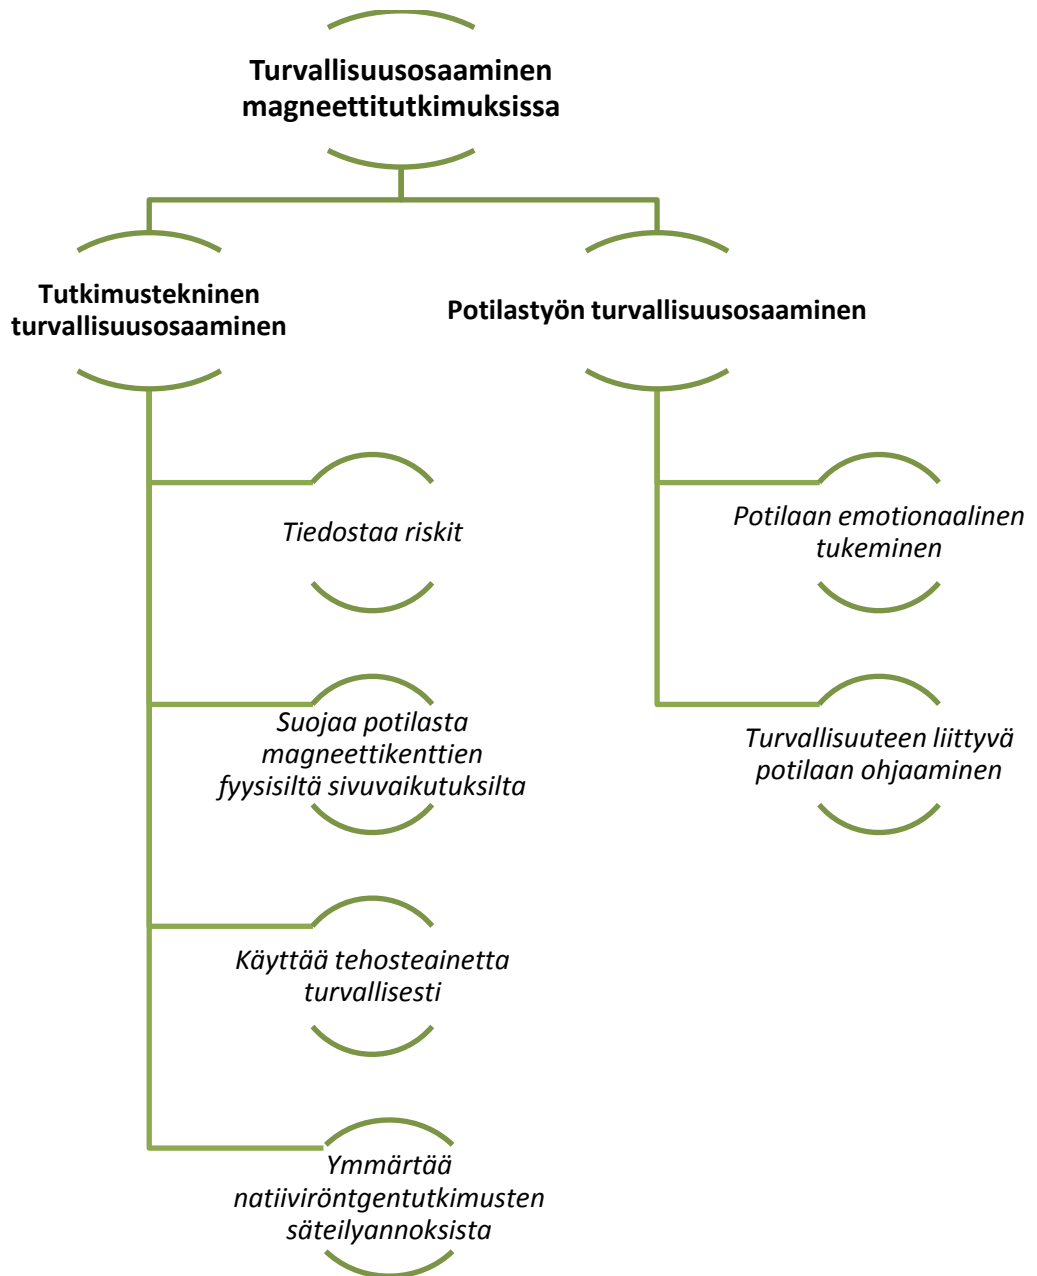 Turvallisuusosaaminen
magneettitutkimuksissa
Tutkimustekninen
turvallisuusosaaminen
Potilastyön turvallisuusosaaminen
Tiedostaa riskit
Suojaa potilasta
magneettikenttien
fyysisiltä sivuvaikutuksilta
Käyttää tehosteainetta
turvallisesti
Ymmärtää
natiiviröntgentutkimusten
säteilyannoksista
Potilaan emotionaalinen
tukeminen
Turvallisuuteen liittyvä
potilaan ohjaaminen